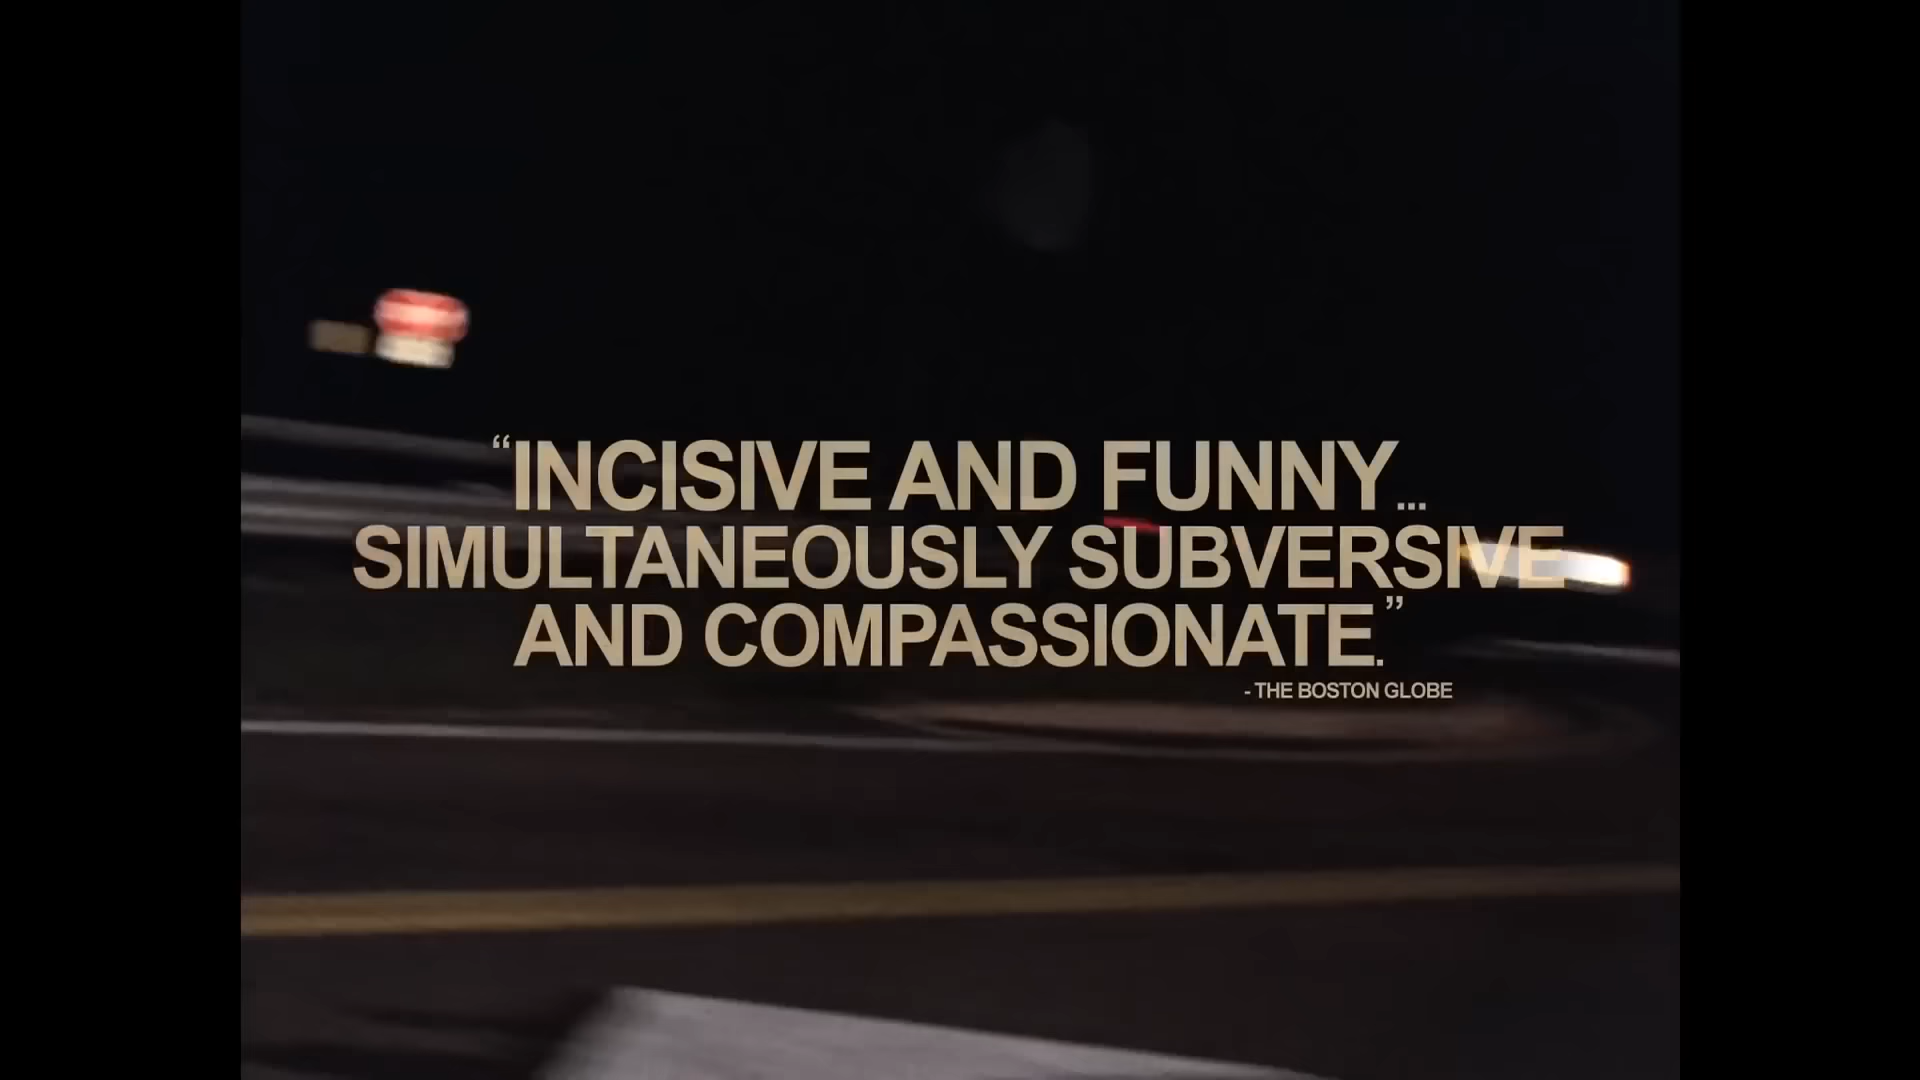 “INCISIVE AND FUNNY...
SIMULTANEOUSLY SUBVERSIVE
AND COMPASSIONATE.”
- THE BOSTON GLOBE